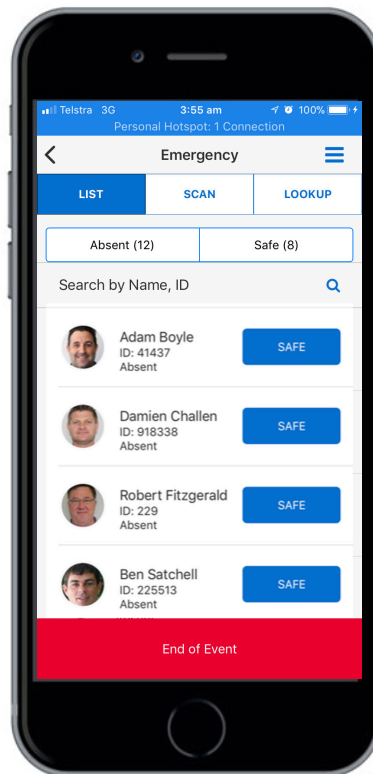 Telstra 3G 3:55 am 100%
Personal Hotspot: 1 Connection
Emergency
LIST SCAN LOOKUP
Absent (12) Safe (8)
Search by Name, ID
Adam Boyle
ID: 41437
Absent
SAFE
Damien Challen
ID: 918338
Absent
SAFE
Robert Fitzgerald
ID: 229
Absent
SAFE
Ben Satchell
ID: 225513
Absent
SAFE
End of Event